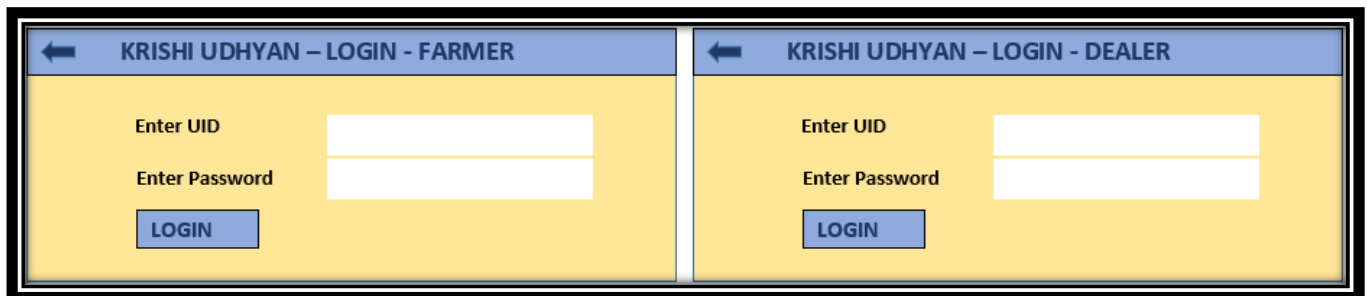 KRISHI UDHYAN – LOGIN - FARMER
Enter UID
Enter Password
LOGIN
KRISHI UDHYAN – LOGIN - DEALER
Enter UID
Enter Password
LOGIN